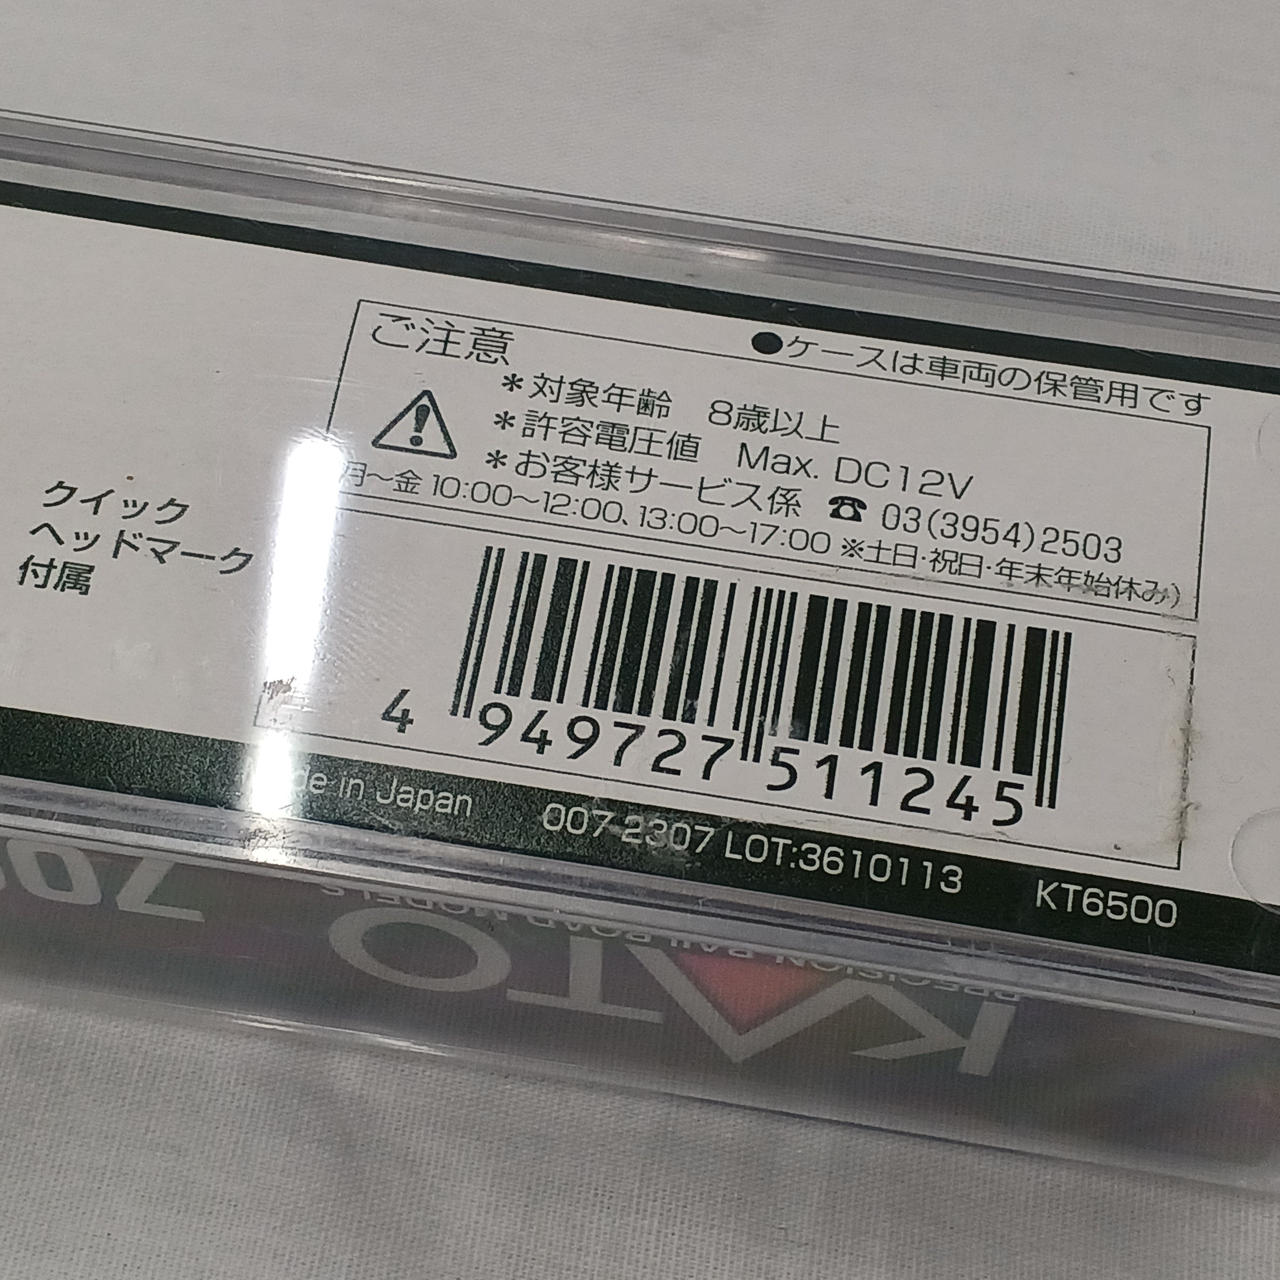 ご注意
●ケースは車両の保管用です
＊対象年齢 8歳以上
＊許容電圧値 Max. DC12V
＊お客様サービス係 ☎ 03(3954)2503
月〜金 10:00〜12:00、13:00〜17:00 ※土日・祝日・年末年始休み)
クイック
ヘッドマーク
付属
4 949727 511245
in Japan 007 2307 LOT:3610113 KT6500
KATO
PRECISION RAILROAD MODELS